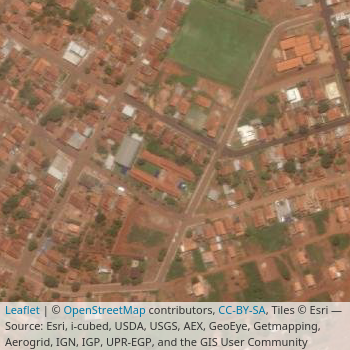 Leaflet | © OpenStreetMap contributors, CC-BY-SA, Tiles © Esri —
Source: Esri, i-cubed, USDA, USGS, AEX, GeoEye, Getmapping,
Aerogrid, IGN, IGP, UPR-EGP, and the GIS User Community